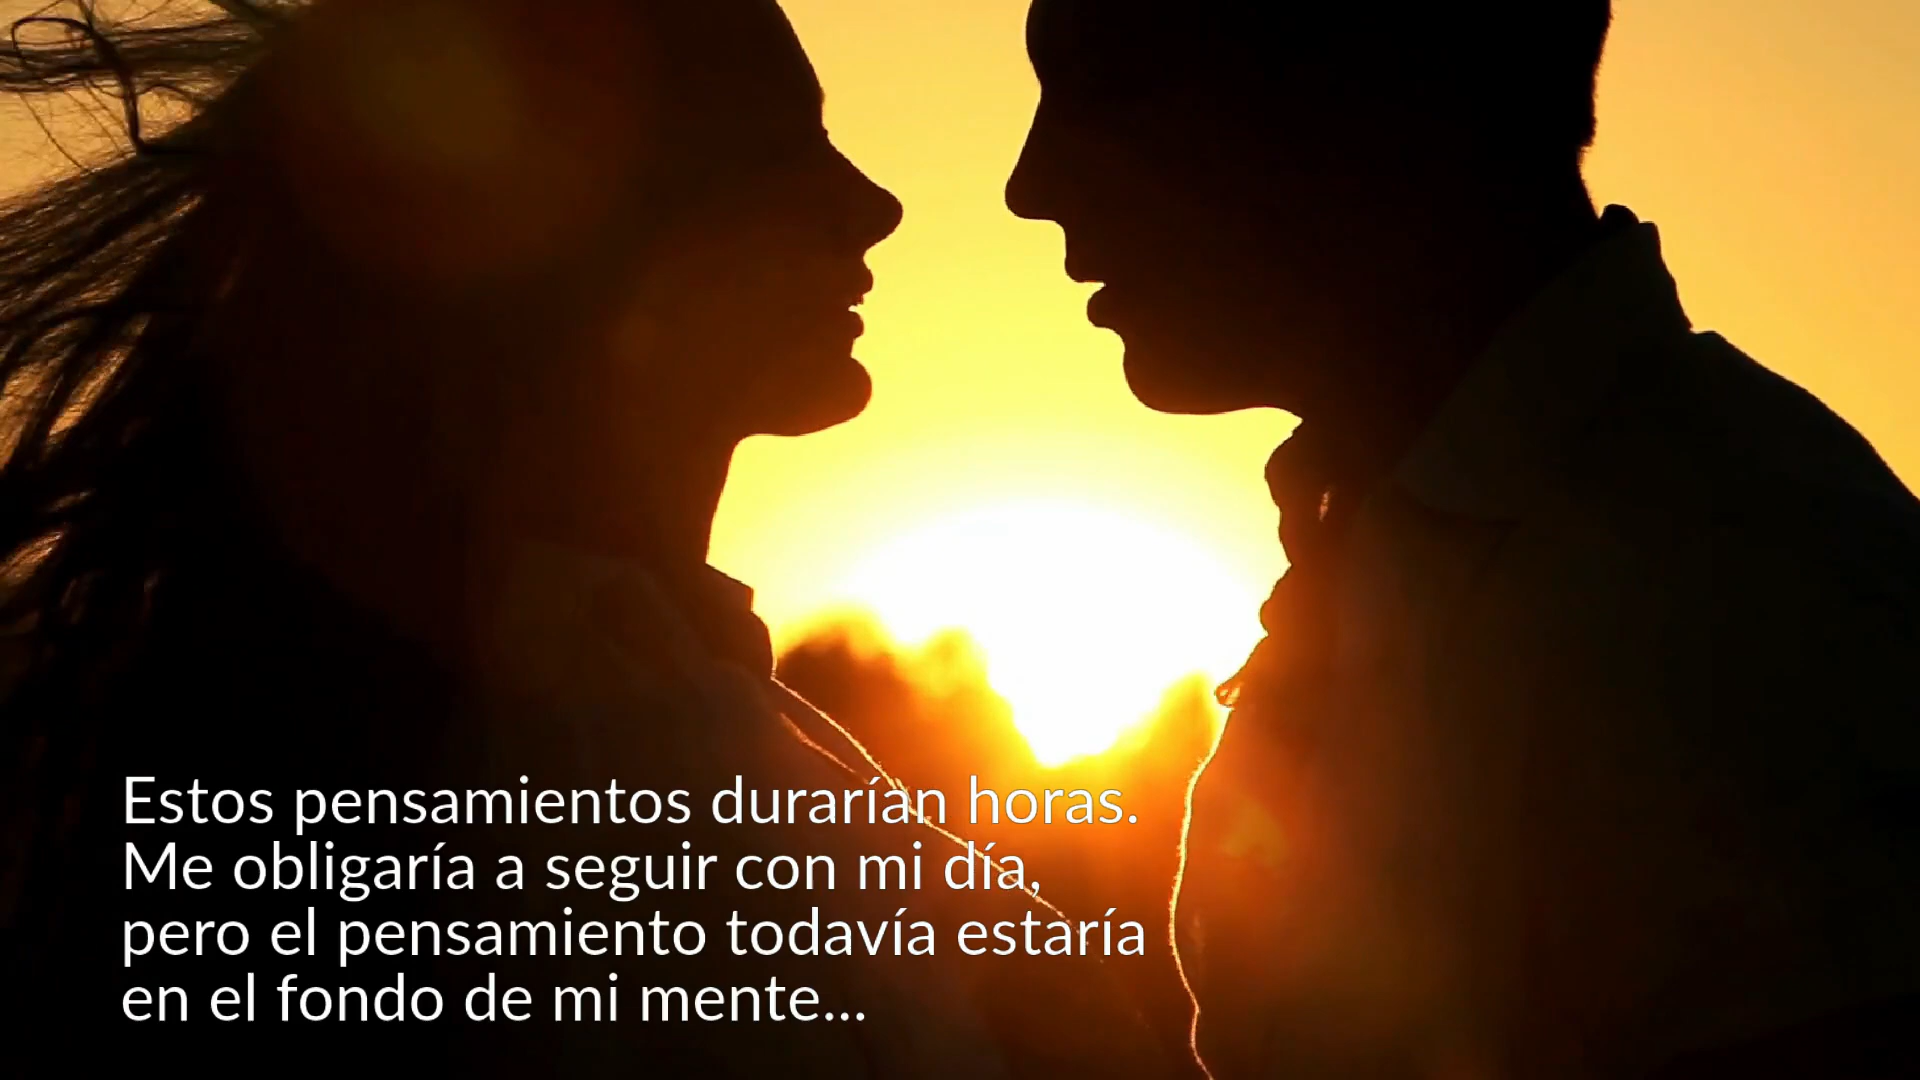 Estos pensamientos durarían horas.
Me obligaría a seguir con mi día,
pero el pensamiento todavía estaría
en el fondo de mi mente...